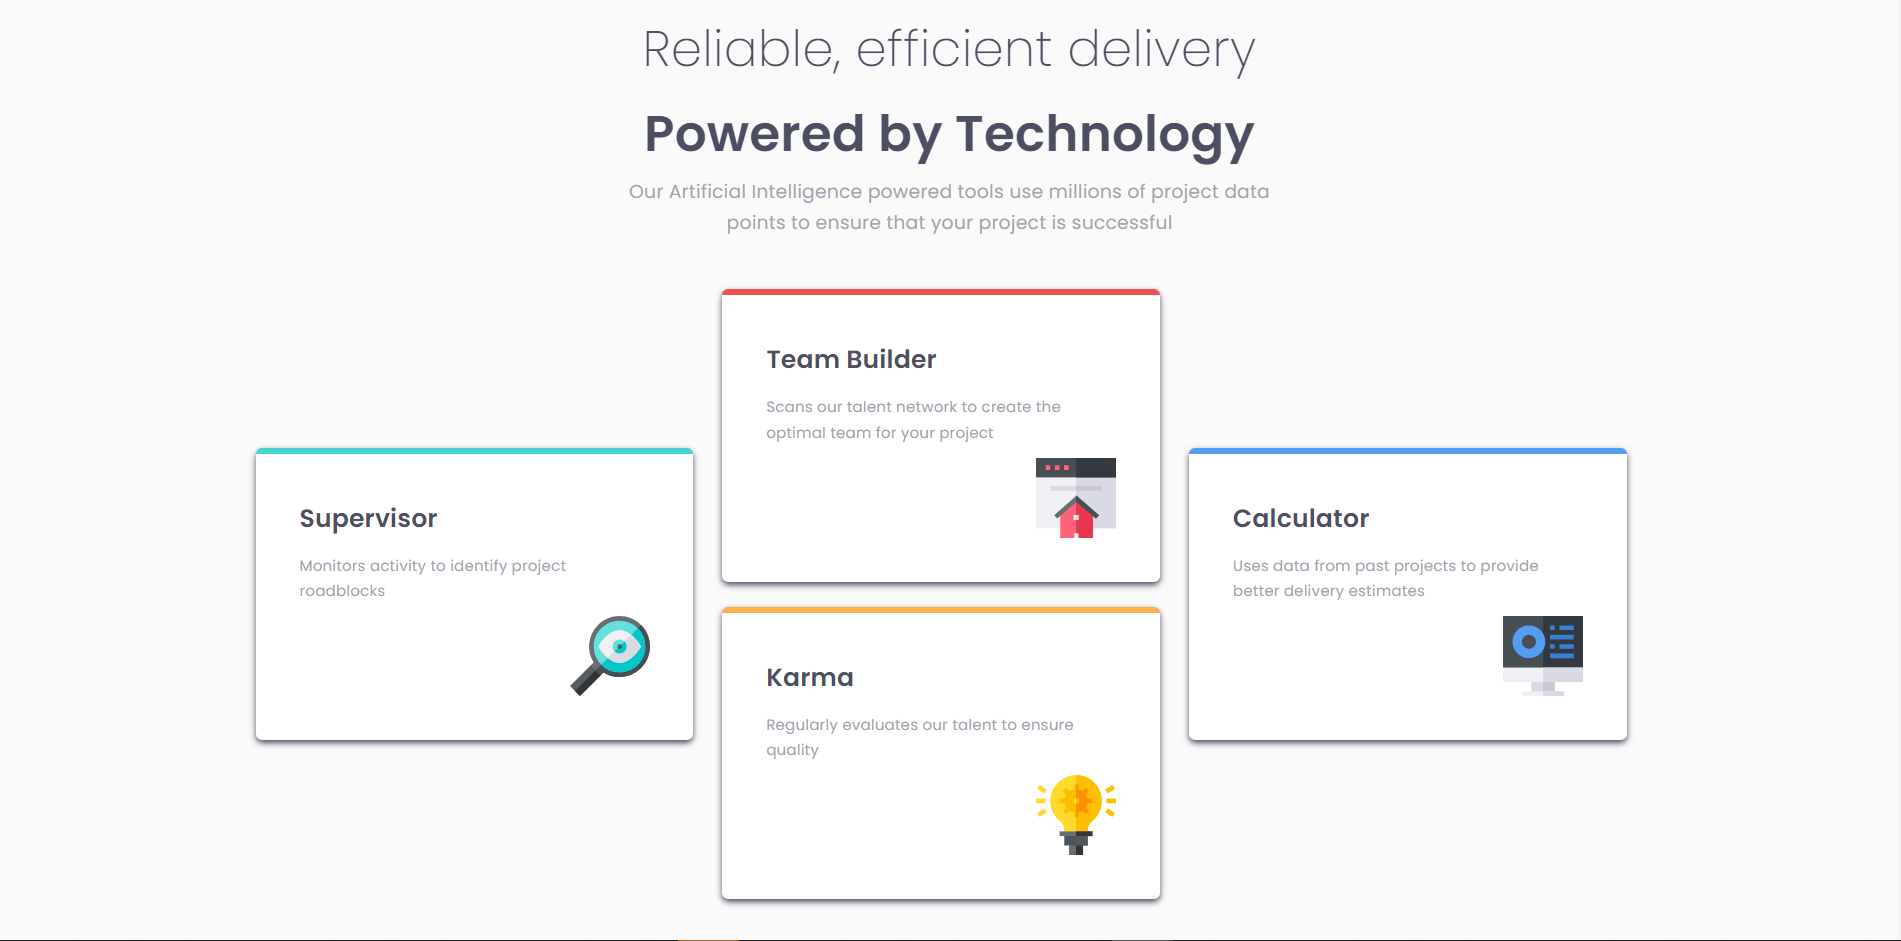 Reliable, efficient delivery
Powered by Technology
Our Artificial Intelligence powered tools use millions of project data
points to ensure that your project is successful
Supervisor
Monitors activity to identify project
roadblocks
Team Builder
Scans our talent network to create the
optimal team for your project
Karma
Regularly evaluates our talent to ensure
quality
Calculator
Uses data from past projects to provide
better delivery estimates